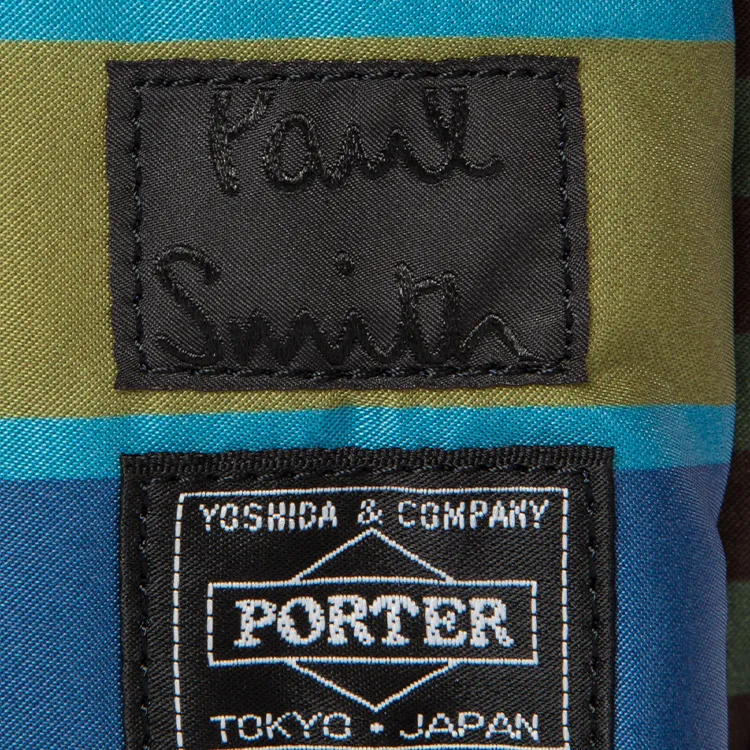 Paul
Smith
YOSHIDA & COMPANY
PORTER
TOKYO • JAPAN